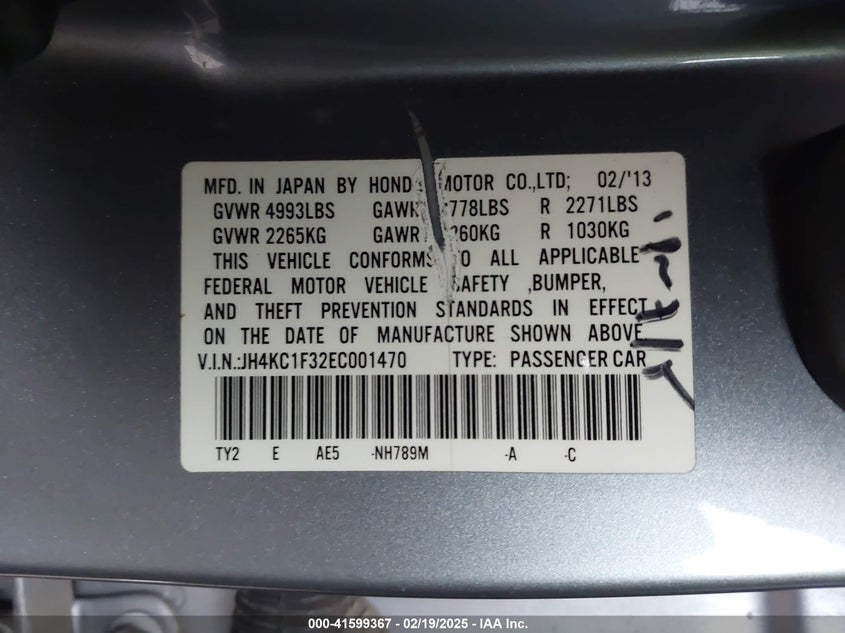 MFD. IN JAPAN BY HOND MOTOR CO.,LTD; 02/'13
GVWR 4993LBS GAWR 778LBS R 2271LBS
GVWR 2265KG GAWR 260KG R 1030KG
THIS VEHICLE CONFORMS TO ALL APPLICABLE
FEDERAL MOTOR VEHICLE SAFETY ,BUMPER,
AND THEFT PREVENTION STANDARDS IN EFFECT
ON THE DATE OF MANUFACTURE SHOWN ABOVE.
V.I.N.:JH4KC1F32EC001470 TYPE: PASSENGER CAR
TY2 E AE5 -NH789M -A -C
000-41599367 - 02/19/2025 - IAA Inc.